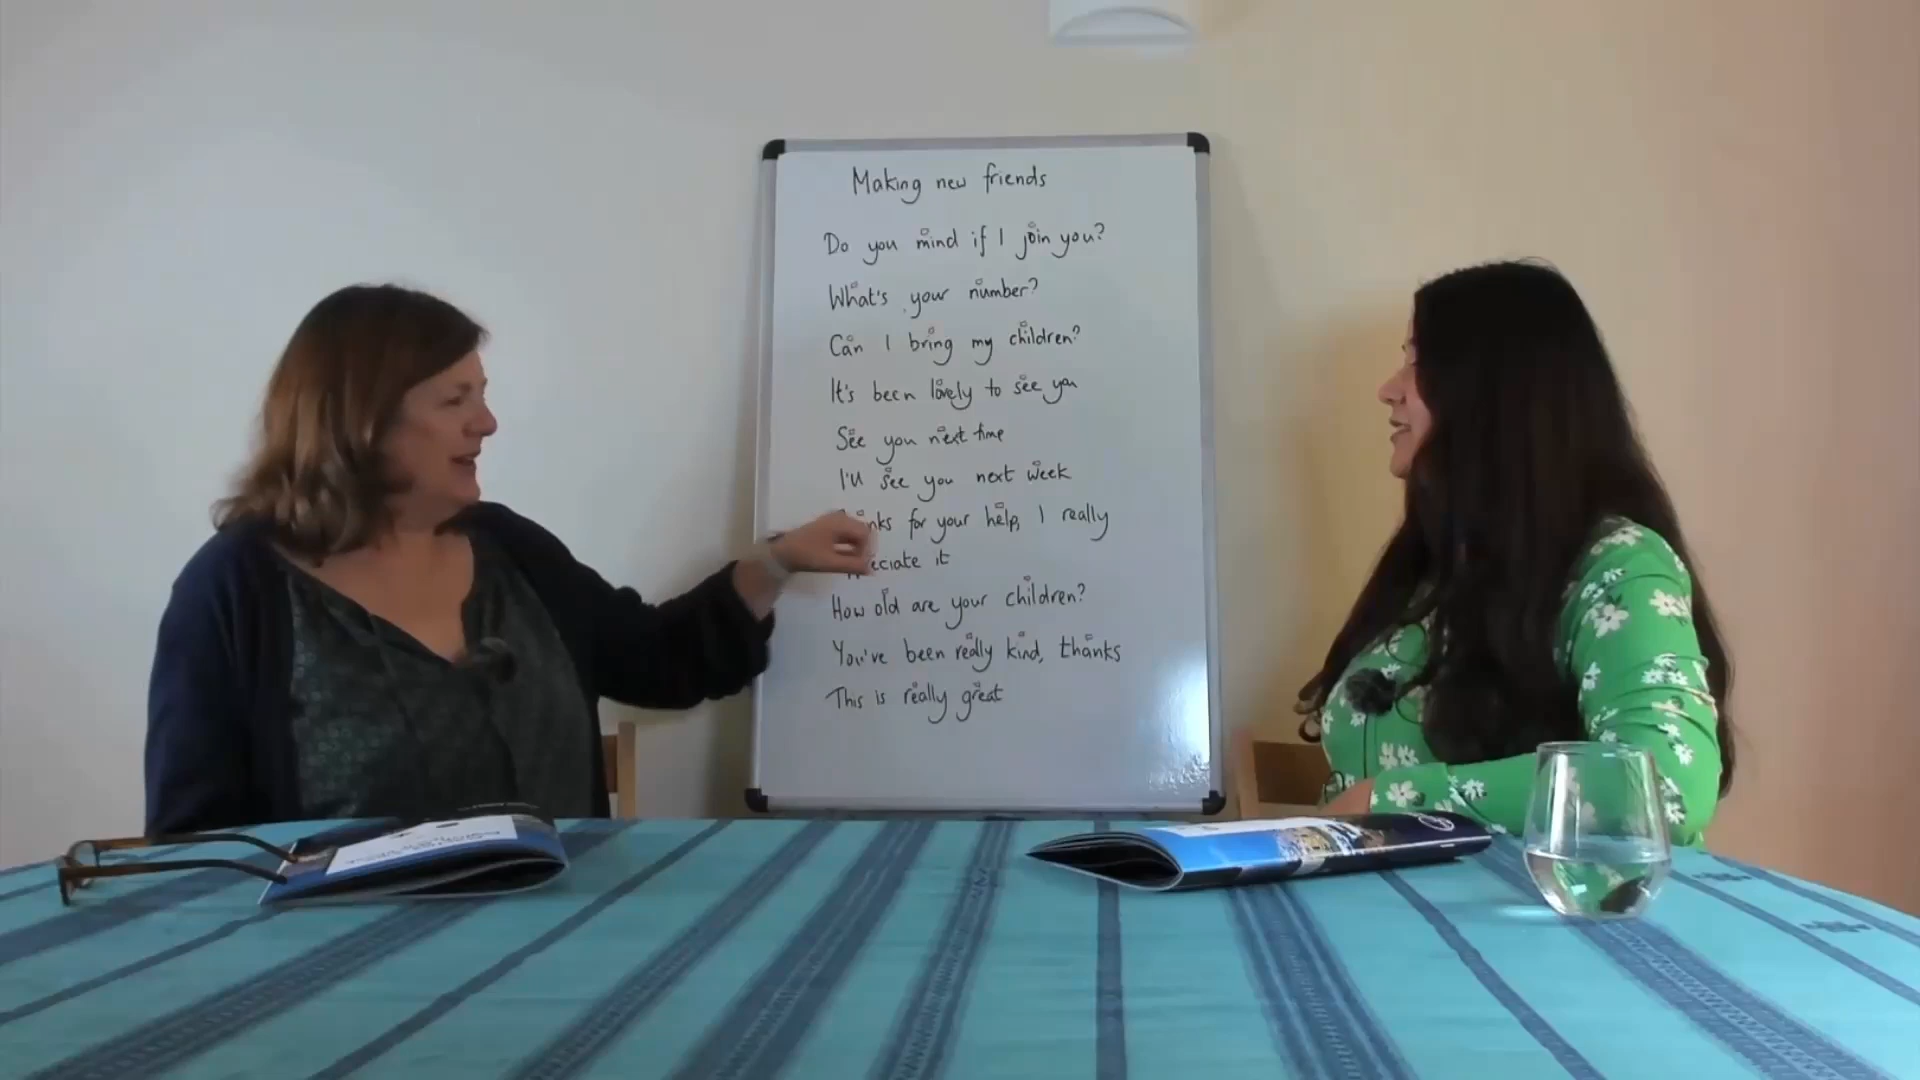 Making new friends
Do you mind if I join you?
What's your number?
Can I bring my children?
It's been lovely to see you
See you next time
I'll see you next week
for your help, I really
it
How old are your children?
You've been really kind, thanks
This is really great